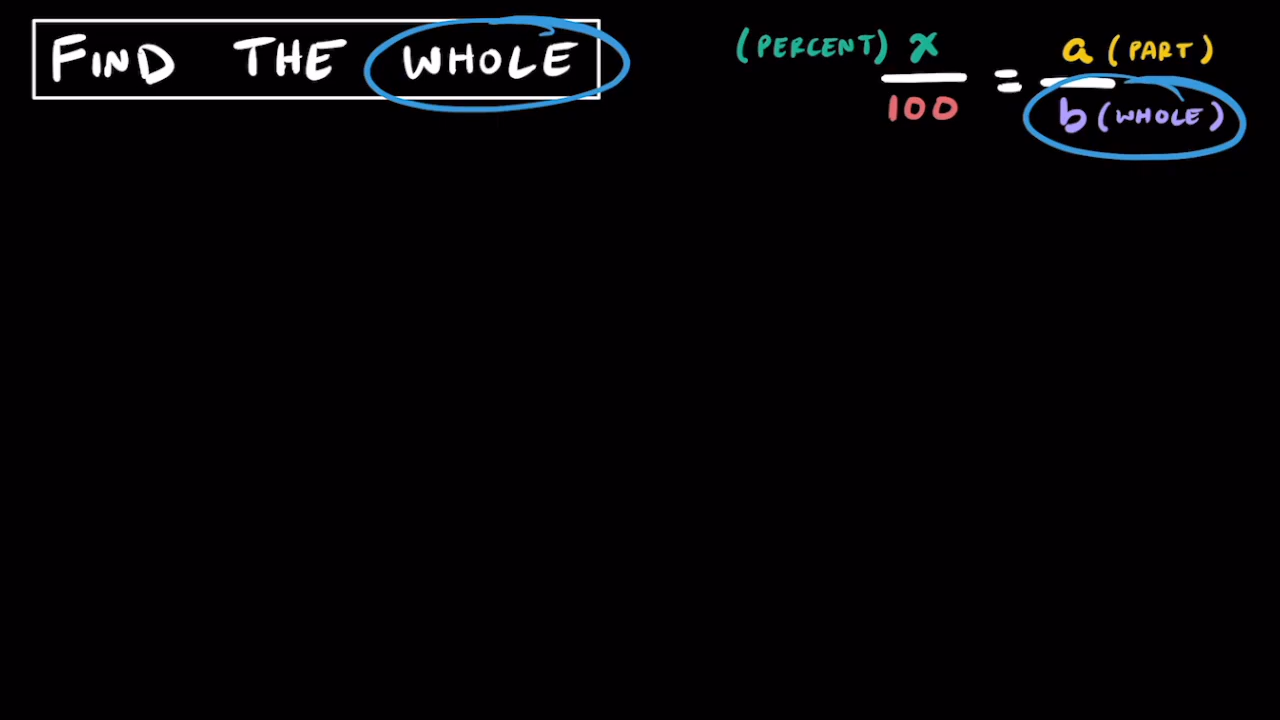 FIND THE WHOLE
(PERCENT) x = a (PART)
100 b (WHOLE)